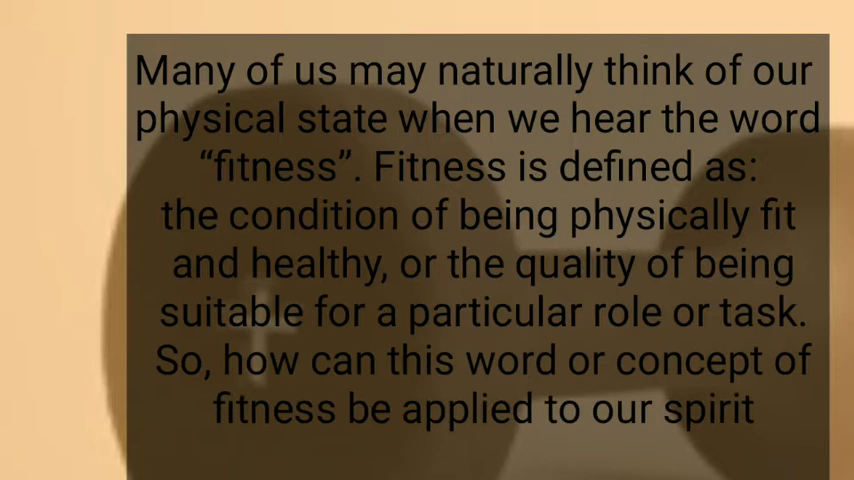 Many of us may naturally think of our
physical state when we hear the word
“fitness”. Fitness is defined as:
the condition of being physically fit
and healthy, or the quality of being
suitable for a particular role or task.
So, how can this word or concept of
fitness be applied to our spirit